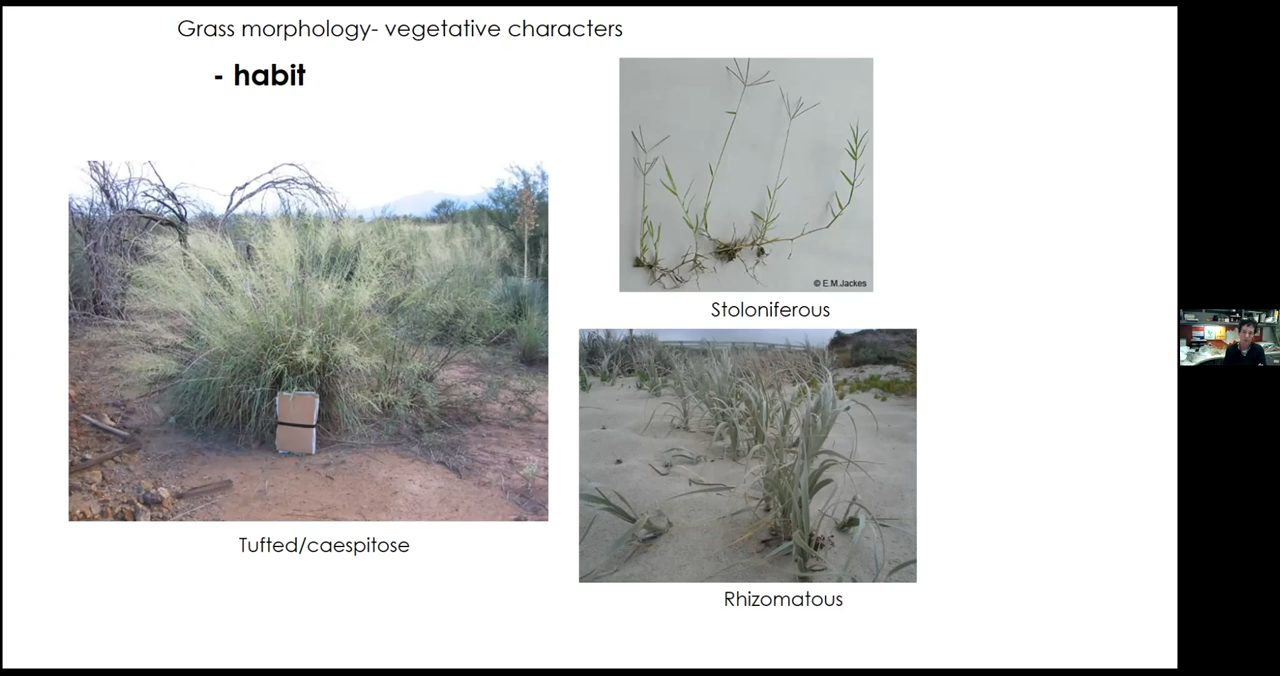 Grass morphology- vegetative characters
- habit
© E.M.Jackes
Stoloniferous
Tufted/caespitose
Rhizomatous